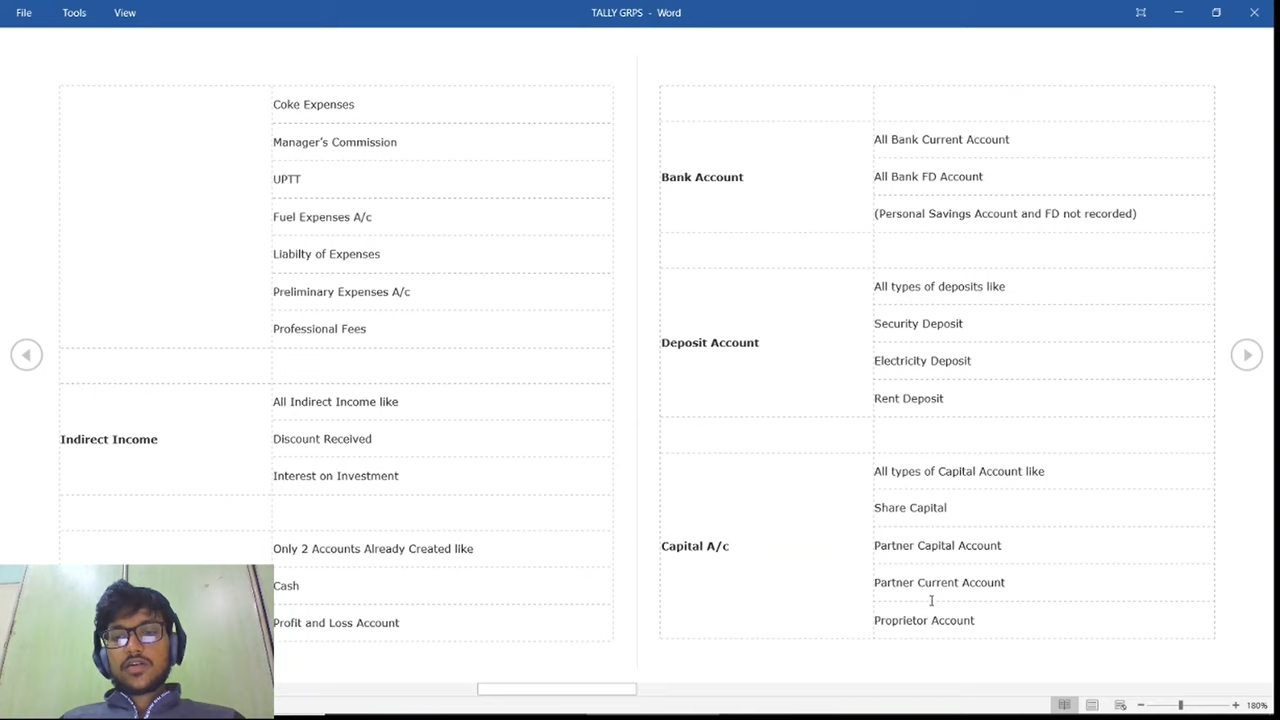 File Tools View TALLY GRPS - Word
Coke Expenses
Manager's Commission
UPTT
Fuel Expenses A/c
Liabilty of Expenses
Preliminary Expenses A/c
Professional Fees
All Indirect Income like
Indirect Income
Discount Received
Interest on Investment
Only 2 Accounts Already Created like
Cash
Profit and Loss Account
All Bank Current Account
Bank Account
All Bank FD Account
(Personal Savings Account and FD not recorded)
All types of deposits like
Security Deposit
Deposit Account
Electricity Deposit
Rent Deposit
All types of Capital Account like
Share Capital
Capital A/c
Partner Capital Account
Partner Current Account
Proprietor Account
180%